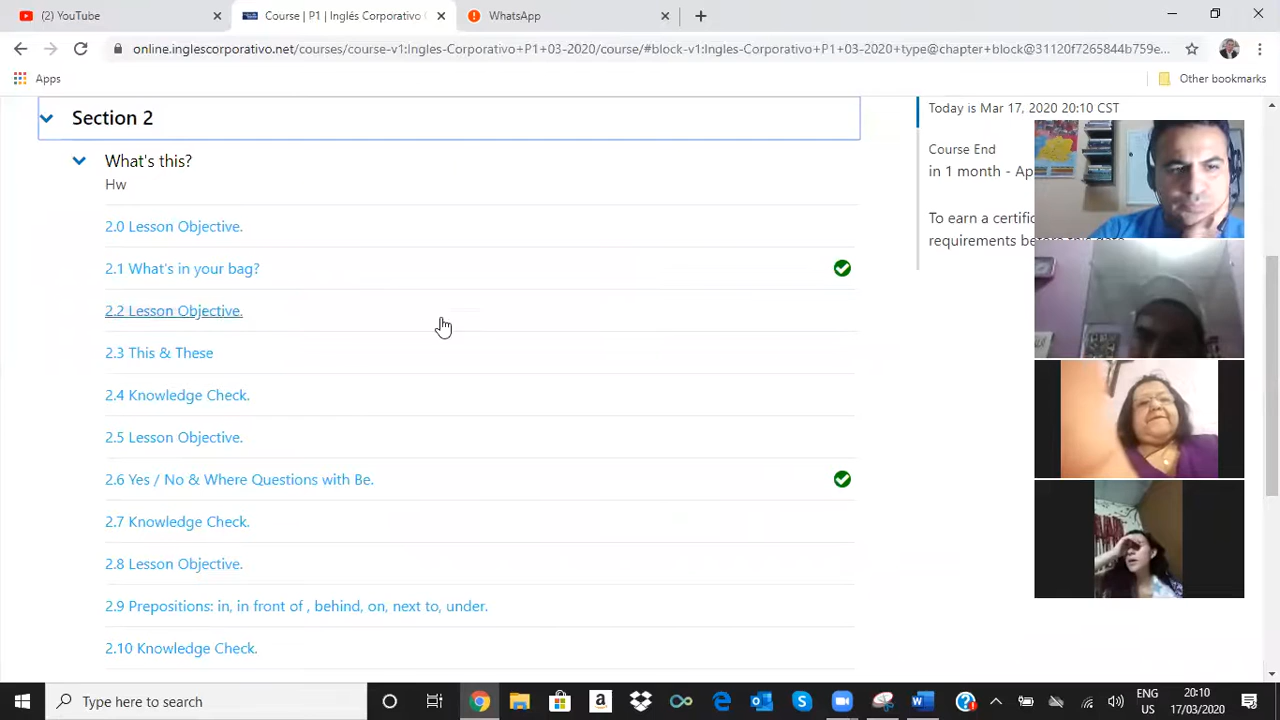 (2) YouTube
Course | P1 | Inglés Corporativo
WhatsApp
online.inglescorporativo.net/courses/course-v1:Ingles-Corporativo+P1+03-2020/course/#block-v1:Ingles-Corporativo+P1+03-2020+type@chapter+block@31120f7265844b759e...
Apps
Other bookmarks
Section 2
What's this?
Hw
2.0 Lesson Objective.
2.1 What's in your bag?
2.2 Lesson Objective.
2.3 This & These
2.4 Knowledge Check.
2.5 Lesson Objective.
2.6 Yes / No & Where Questions with Be.
2.7 Knowledge Check.
2.8 Lesson Objective.
2.9 Prepositions: in, in front of , behind, on, next to, under.
2.10 Knowledge Check.
Today is Mar 17, 2020 20:10 CST
Course End
in 1 month - Ap
To earn a certific
requirements before this date.
Type here to search
ENG
US
20:10
17/03/2020